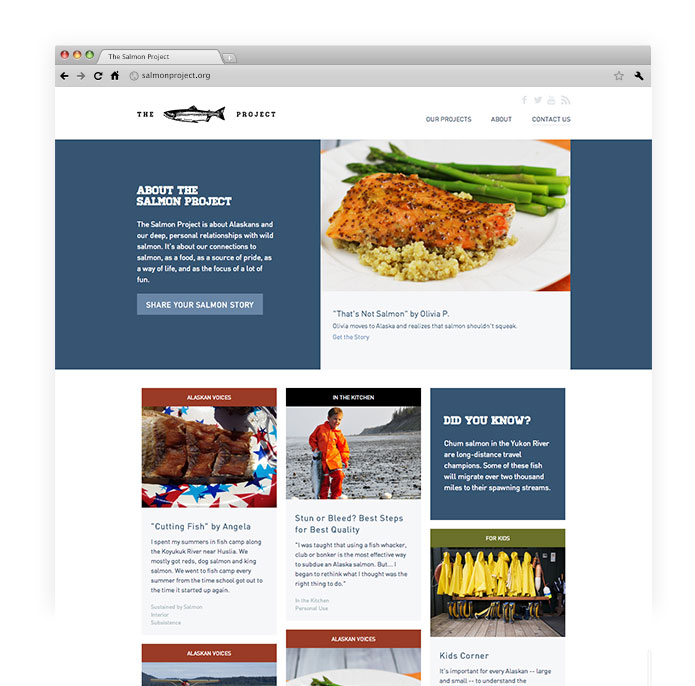 The Salmon Project
salmonproject.org
THE PROJECT
OUR PROJECTS ABOUT CONTACT US
ABOUT THE
SALMON PROJECT
The Salmon Project is about Alaskans and
our deep, personal relationships with wild
salmon. It's about our connections to
salmon, as a food, as a source of pride, as
a way of life, and as the focus of a lot of
fun.
SHARE YOUR SALMON STORY
"That's Not Salmon" by Olivia P.
Olivia moves to Alaska and realizes that salmon shouldn't squeak.
Get the Story
ALASKAN VOICES
"Cutting Fish" by Angela
I spent my summers in fish camp along
the Koyukuk River near Huslia. We
mostly got reds, dog salmon and king
salmon. We went to fish camp every
summer from the time school got out to
the time it started up again.
Sustained by Salmon
Interior
Subsistence
ALASKAN VOICES
IN THE KITCHEN
Stun or Bleed? Best Steps
for Best Quality
"I was taught that using a fish whacker,
club or bonker is the most effective way
to subdue an Alaska salmon. But... I
began to rethink what I thought was the
right thing to do."
In the Kitchen
Personal Use
ALASKAN VOICES
DID YOU KNOW?
Chum salmon in the Yukon River
are long-distance travel
champions. Some of these fish
will migrate over two thousand
miles to their spawning streams.
FOR KIDS
Kids Corner
It's important for every Alaskan -- large
and small -- to understand the